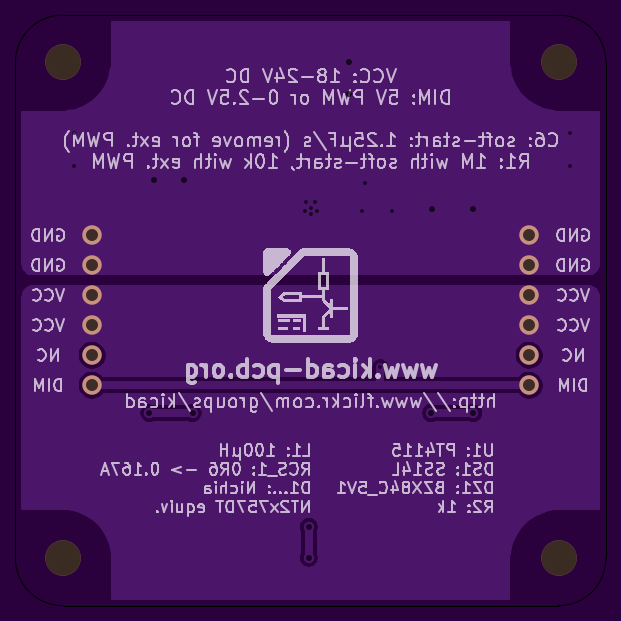 VCC: 18-24V DC
DIM: 5V PWM or 0-2.5V DC
C6: soft-start: 1.25µF/s (remove for ext. PWM)
R1: 1M with soft-start, 10k with ext. PWM
GND
GND
VCC
VCC
NC
DIM
GND
GND
VCC
VCC
NC
DIM
www.kicad-pcb.org
http://www.flickr.com/groups/kicad
U1: PT4115
DS1: SS14L
DZ1: BZX84C_5V1
R2: 1k
L1: 100µH
RCS_1: 0R6 -> 0.167A
D1...: Nichia
NT2x757DT equiv.